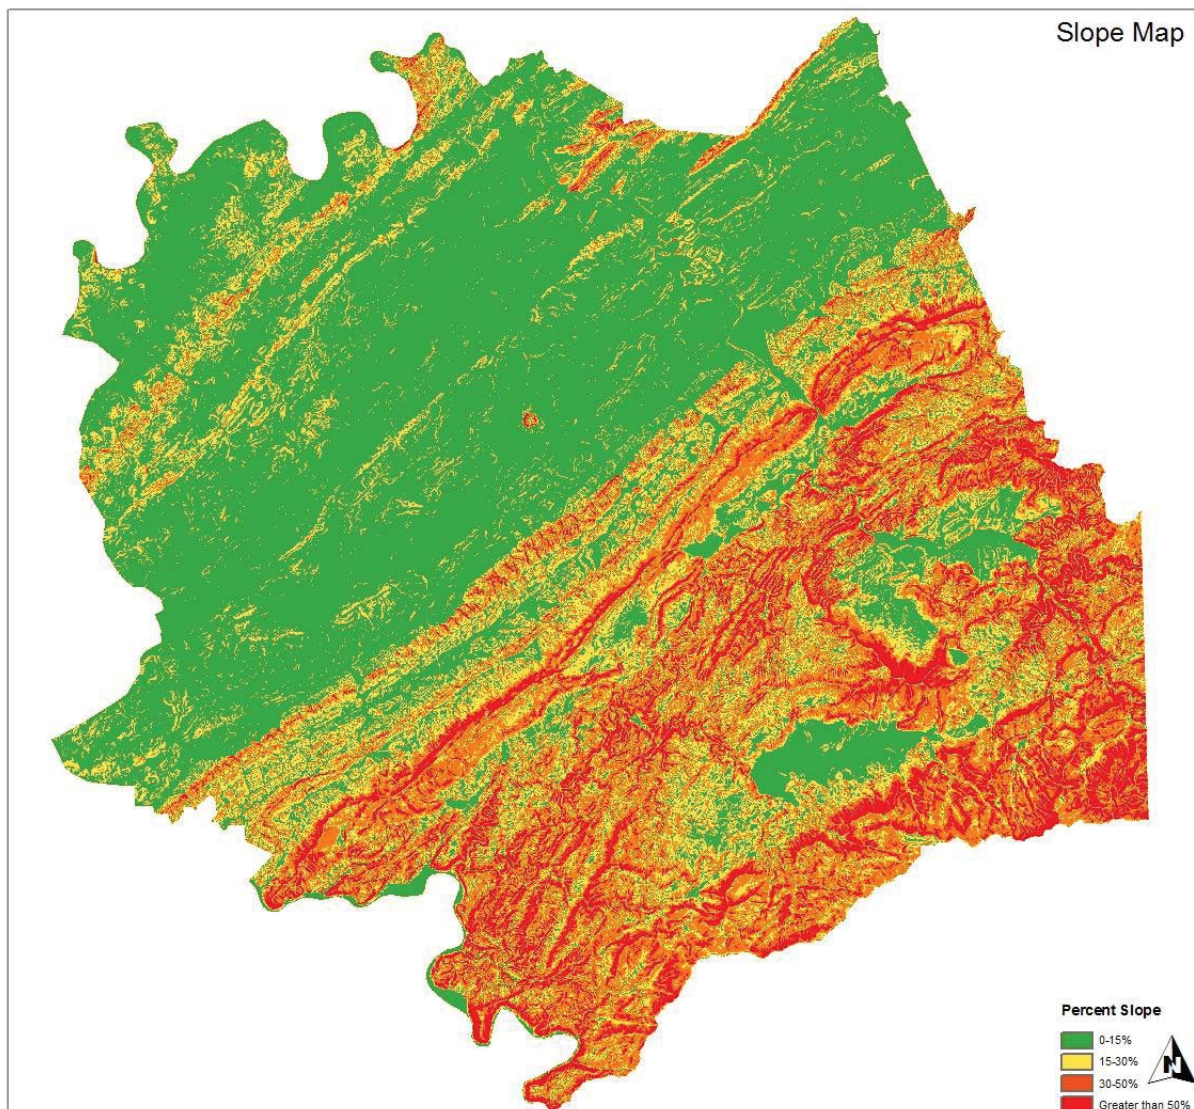 Slope Map
Percent Slope
0-15%
15-30%
30-50%
Greater than 50%
N